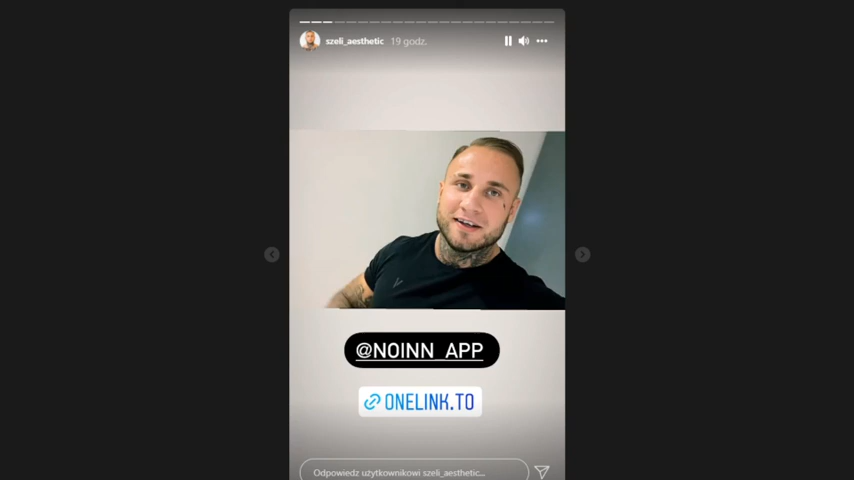 szeli_aesthetic 19 godz.
@NOINN_APP
ONELINK.TO
Odpowiedz użytkownikowi szeli_aesthetic...